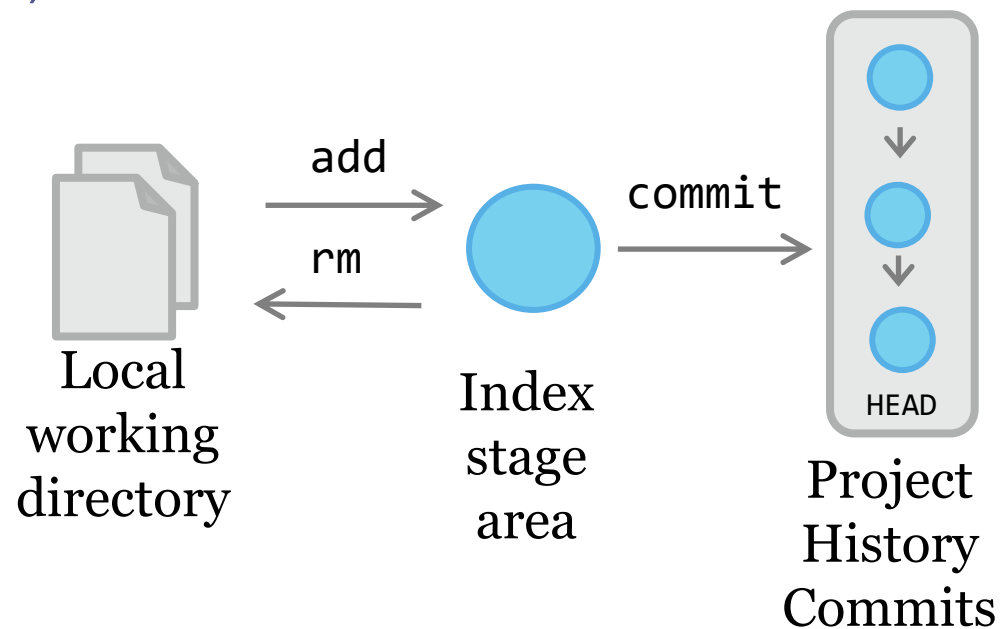 add
rm
commit
HEAD
Local
working
directory
Index
stage
area
Project
History
Commits